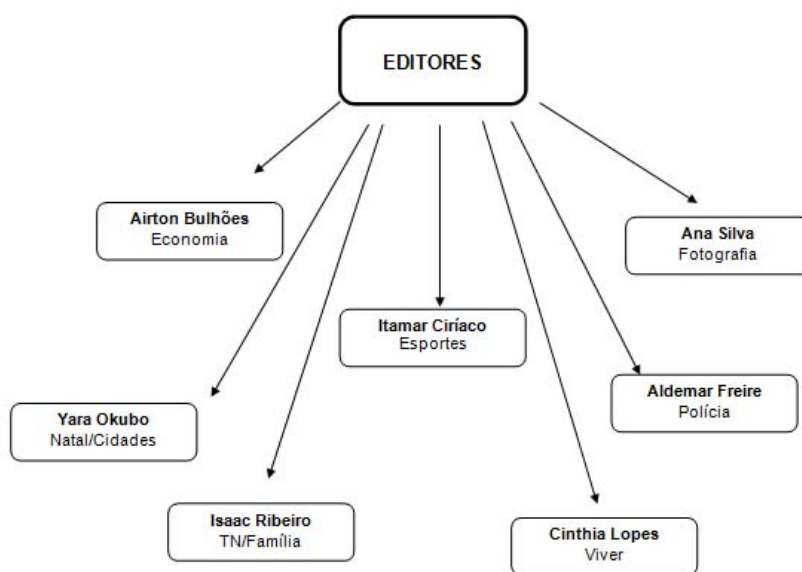 EDITORES
Airton Bulhões
Economia
Ana Silva
Fotografia
Itamar Ciríaco
Esportes
Aldemar Freire
Polícia
Yara Okubo
Natal/Cidades
Isaac Ribeiro
TN/Família
Cinthia Lopes
Viver